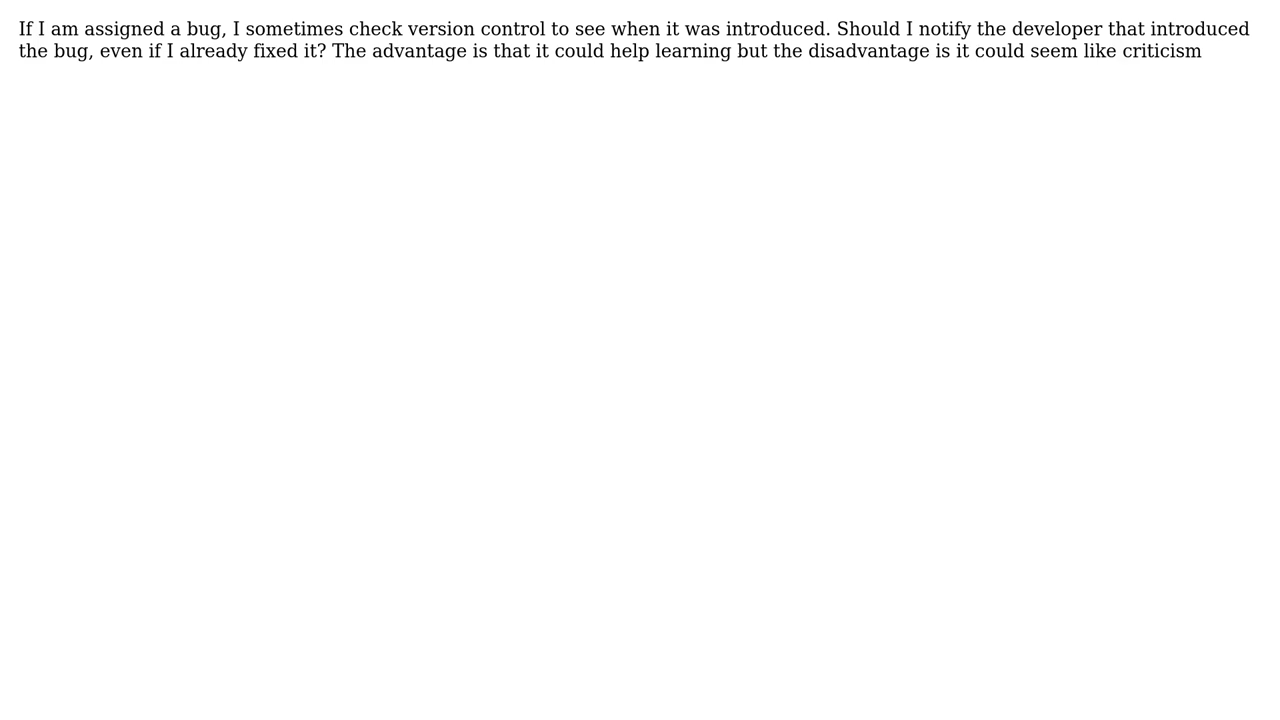 If I am assigned a bug, I sometimes check version control to see when it was introduced. Should I notify the developer that introduced
the bug, even if I already fixed it? The advantage is that it could help learning but the disadvantage is it could seem like criticism